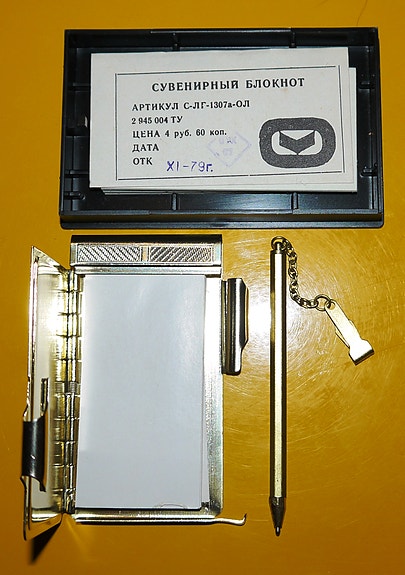 СУВЕНИРНЫЙ БЛОКНОТ
АРТИКУЛ С-ЛГ-1307а-ОЛ
2 945 004 ТУ
ЦЕНА 4 руб. 60 коп.
ДАТА
ОТК XI-79г.